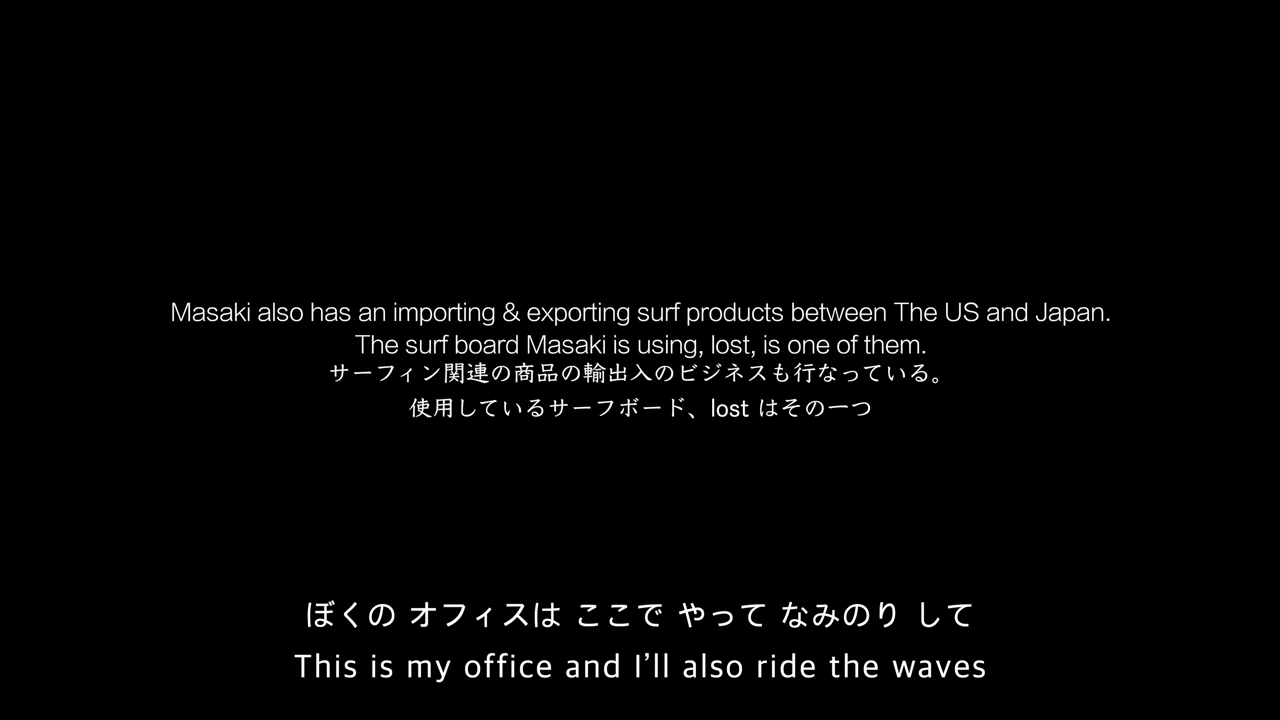 Masaki also has an importing & exporting surf products between The US and Japan.
The surf board Masaki is using, lost, is one of them.
サーフィン関連の商品の輸出入のビジネスも行なっている。
使用しているサーフボード、lost はその一つ
ぼくの オフィスは ここで やって なみのり して
This is my office and I’ll also ride the waves